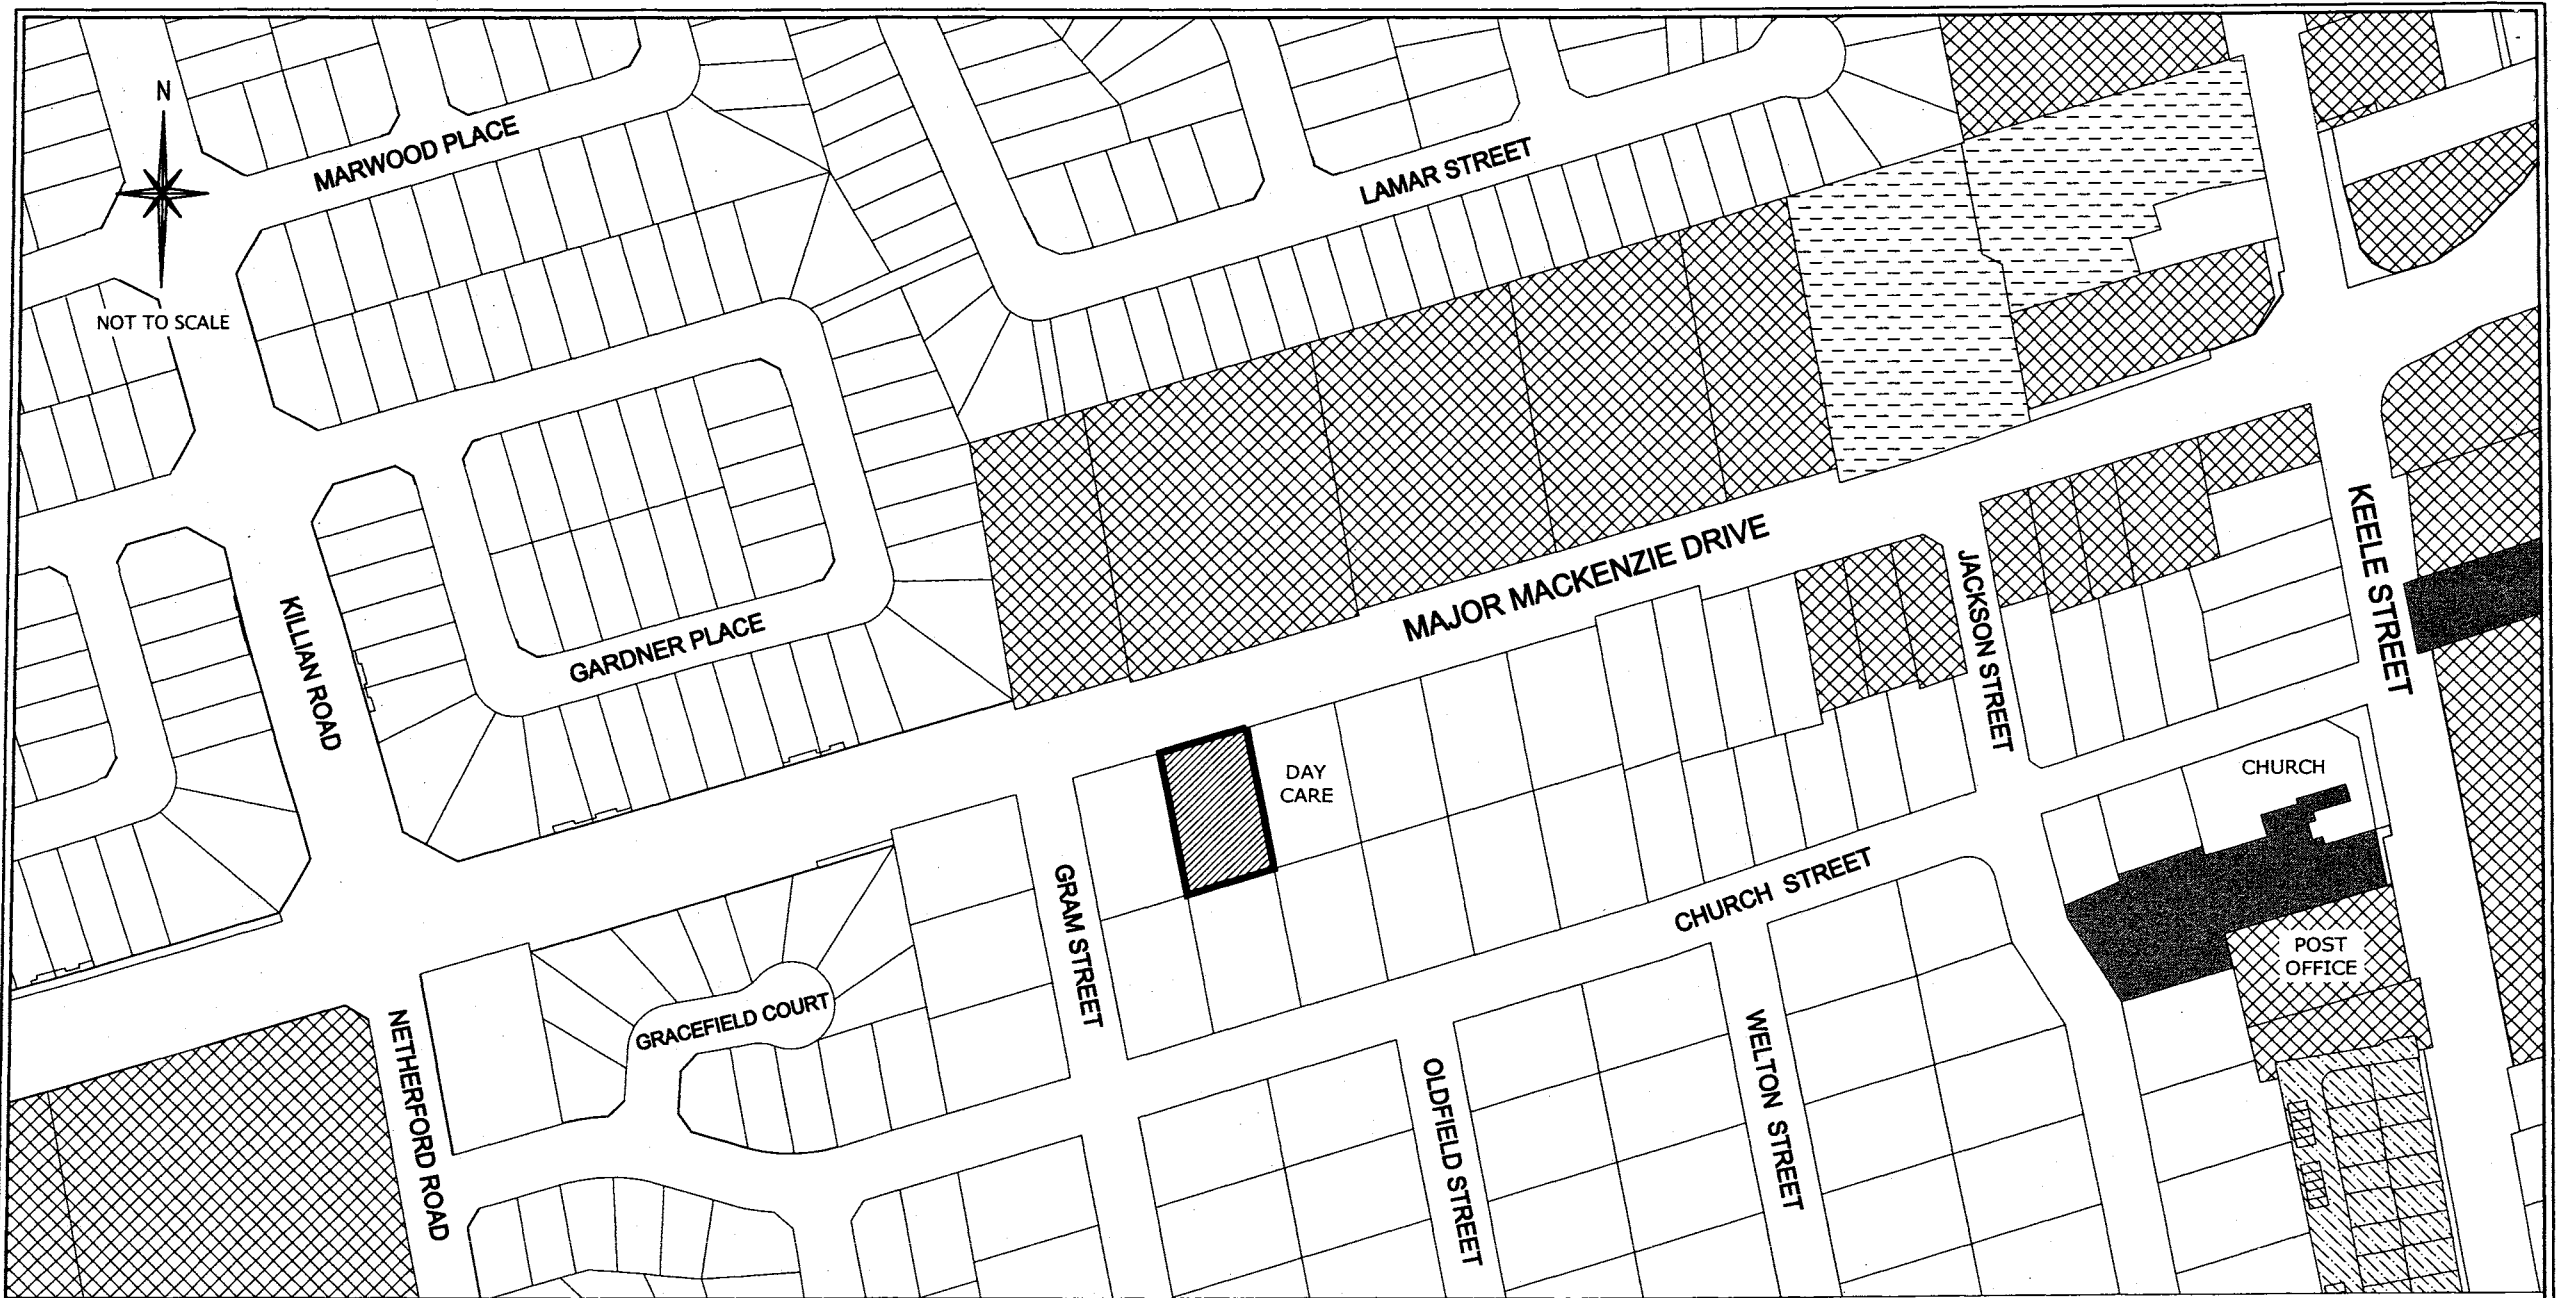 N
NOT TO SCALE
MARWOOD PLACE
LAMAR STREET
KILLIAN ROAD
GARDNER PLACE
MAJOR MACKENZIE DRIVE
JACKSON STREET
KEELE STREET
DAY
CARE
CHURCH
GRAM STREET
CHURCH STREET
POST
OFFICE
GRACEFIELD COURT
NETHERFORD ROAD
OLDFIELD STREET
WELTON STREET